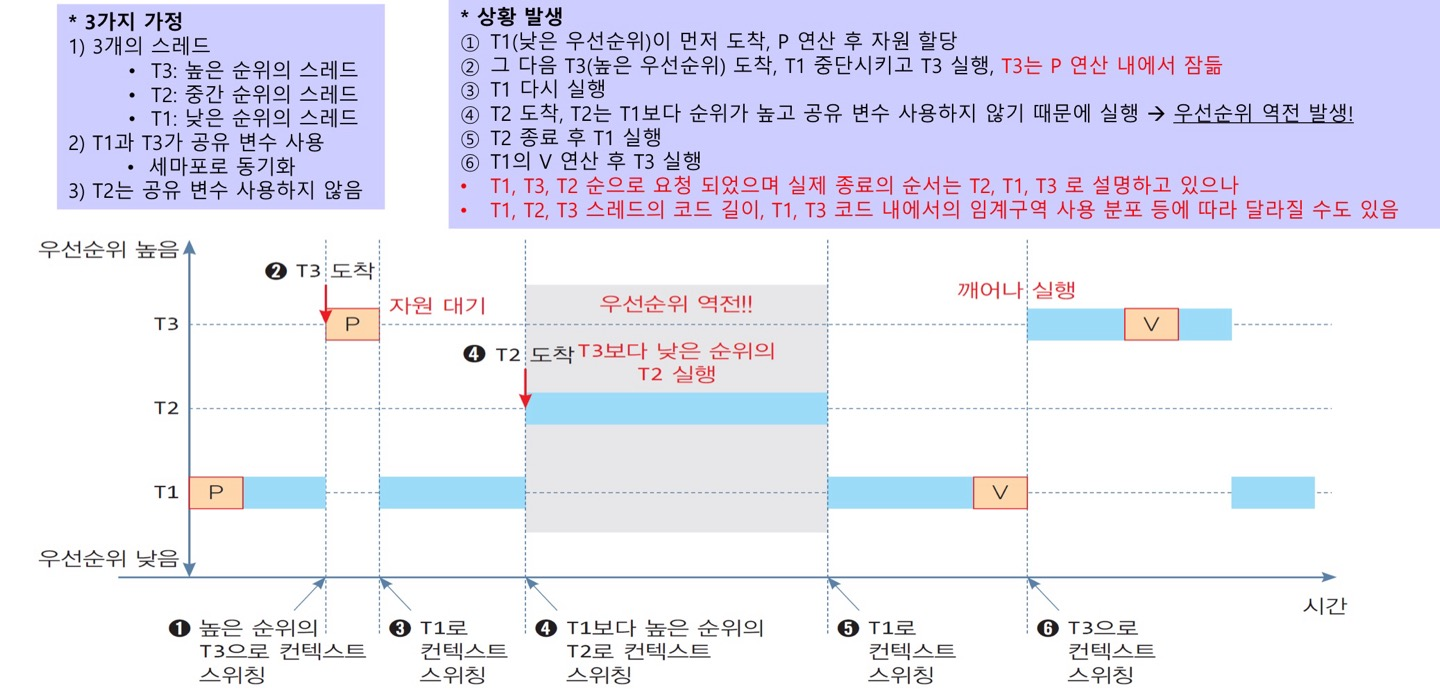 * 3가지 가정
1) 3개의 스레드
• T3: 높은 순위의 스레드
• T2: 중간 순위의 스레드
• T1: 낮은 순위의 스레드
2) T1과 T3가 공유 변수 사용
• 세마포로 동기화
3) T2는 공유 변수 사용하지 않음
* 상황 발생
① T1(낮은 우선순위)이 먼저 도착, P 연산 후 자원 할당
② 그 다음 T3(높은 우선순위) 도착, T1 중단시키고 T3 실행, T3는 P 연산 내에서 잠듦
③ T1 다시 실행
④ T2 도착, T2는 T1보다 순위가 높고 공유 변수 사용하지 않기 때문에 실행 → 우선순위 역전 발생!
⑤ T2 종료 후 T1 실행
⑥ T1의 V 연산 후 T3 실행
• T1, T3, T2 순으로 요청 되었으며 실제 종료의 순서는 T2, T1, T3 로 설명하고 있으나
• T1, T2, T3 스레드의 코드 길이, T1, T3 코드 내에서의 임계구역 사용 분포 등에 따라 달라질 수도 있음
우선순위 높음
❷ T3 도착
자원 대기
우선순위 역전!!
깨어나 실행
T3
P
V
❹ T2 도착
T3보다 낮은 순위의
T2 실행
T2
T1
P
V
우선순위 낮음
시간
❶ 높은 순위의
T3으로 컨텍스트
스위칭
❸ T1로
컨텍스트
스위칭
❹ T1보다 높은 순위의
T2로 컨텍스트
스위칭
❺ T1로
컨텍스트
스위칭
❻ T3으로
컨텍스트
스위칭